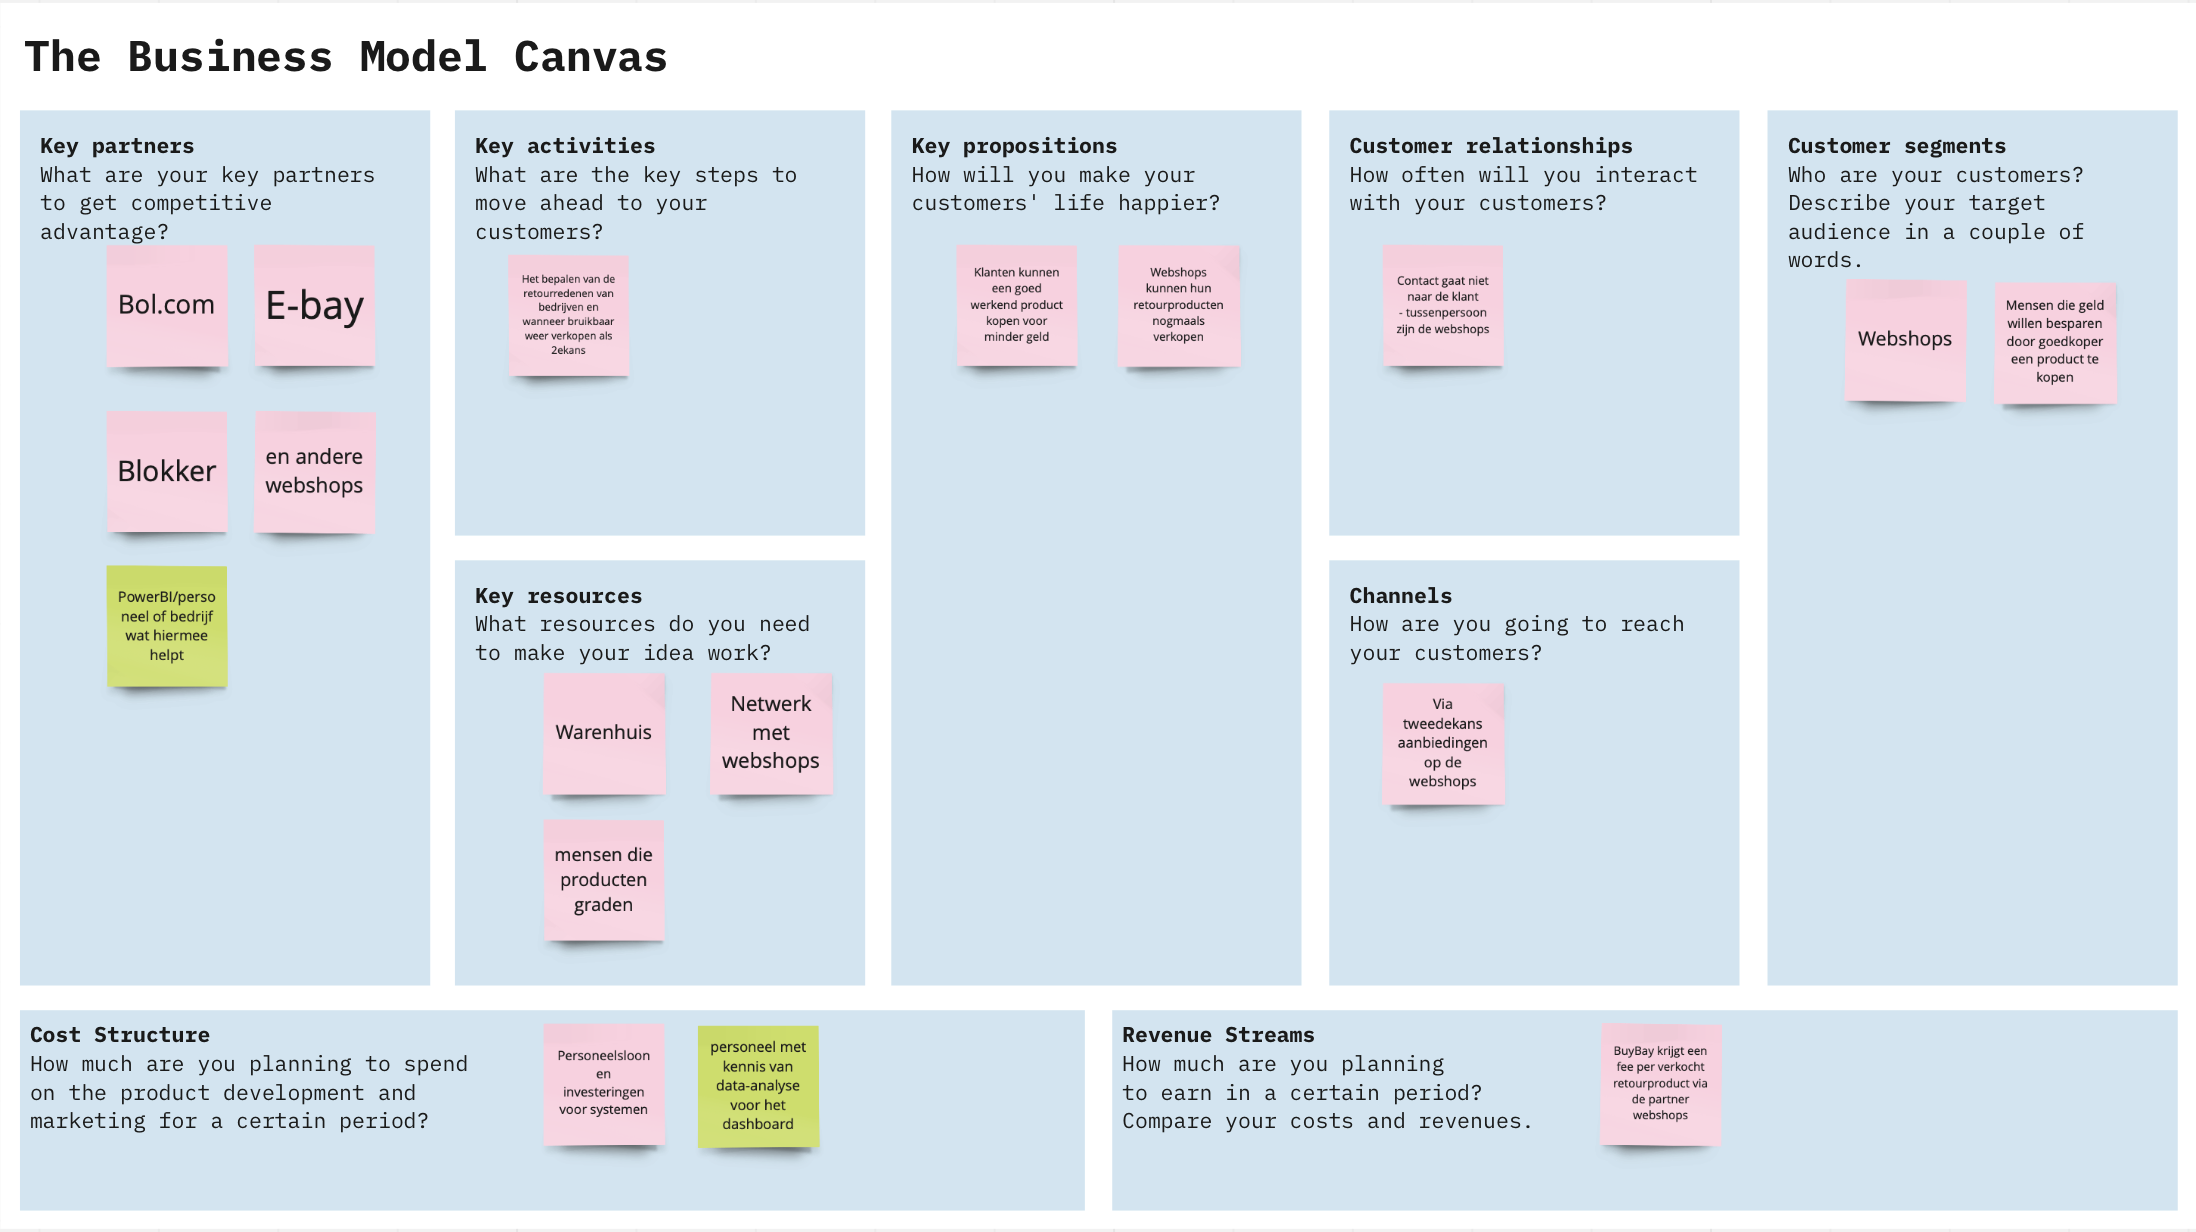 The Business Model Canvas
Key partners
What are your key partners
to get competitive
advantage?
Bol.com
E-bay
Blokker
en andere
webshops
PowerBI/perso
neel of bedrijf
wat hiermee
helpt
Key activities
What are the key steps to
move ahead to your
customers?
Het bepalen van de
retourredenen van
bedrijven en
wanneer bruikbaar
weer verkopen als
2ekans
Key resources
What resources do you need
to make your idea work?
Warenhuis
Netwerk
met
webshops
mensen die
producten
graden
Key propositions
How will you make your
customers' life happier?
Klanten kunnen
een goed
werkend product
kopen voor
minder geld
Webshops
kunnen hun
retourproducten
nogmaals
verkopen
Customer relationships
How often will you interact
with your customers?
Contact gaat niet
naar de klant
- tussenpersoon
zijn de webshops
Channels
How are you going to reach
your customers?
Via
tweedekans
aanbiedingen
op de
webshops
Customer segments
Who are your customers?
Describe your target
audience in a couple of
words.
Webshops
Mensen die geld
willen besparen
door goedkoper
een product te
kopen
Cost Structure
How much are you planning to spend
on the product development and
marketing for a certain period?
Personeelsloon
en
investeringen
voor systemen
personeel met
kennis van
data-analyse
voor het
dashboard
Revenue Streams
How much are you planning
to earn in a certain period?
Compare your costs and revenues.
BuyBay krijgt een
fee per verkocht
retourproduct via
de partner
webshops